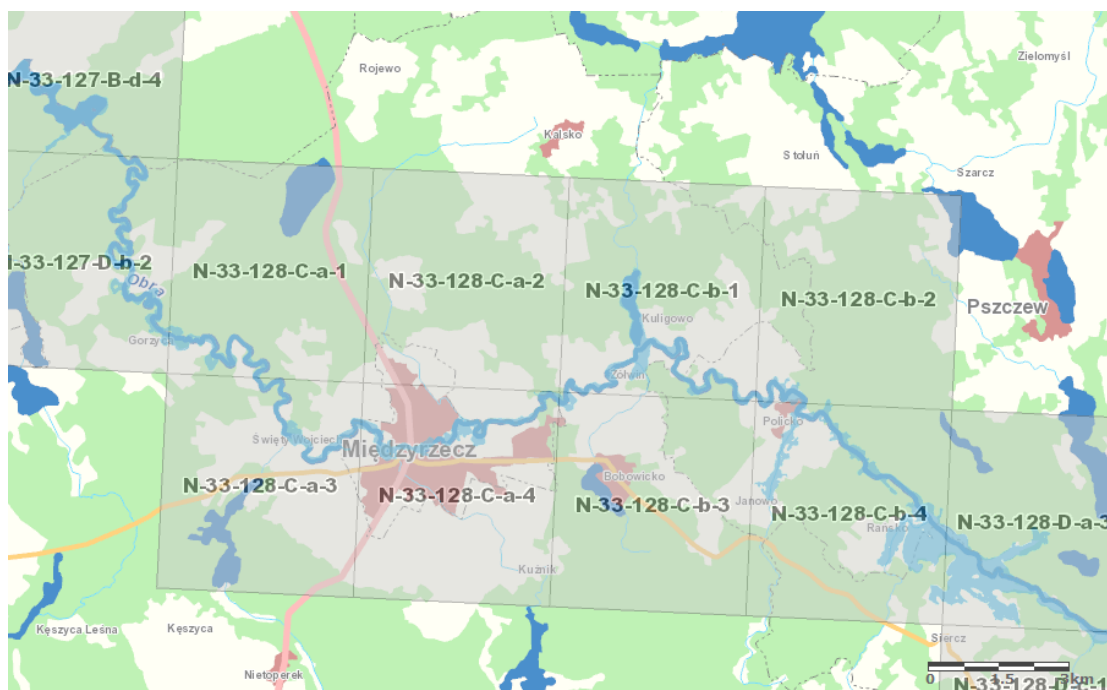 Zielomyśl
Rojewo
N-33-127-B-d-4
Kalsko
Stołuń
Szarcz
N-33-127-D-b-2
N-33-128-C-a-1
N-33-128-C-a-2
Obra
N-33-128-C-b-1
N-33-128-C-b-2
Pszczew
Kuligowo
Gorzyca
Żółwin
Policko
Święty Wojciech
Międzyrzecz
N-33-128-C-a-3
N-33-128-C-a-4
Bobowicko
N-33-128-C-b-3
Janowo
N-33-128-C-b-4
Rańsko
N-33-128-D-a-3
Kuźnik
Kęszyca Leśna
Kęszyca
Siercz
Nietoperek
0 1.5 3km
N-33-128-D-c-1